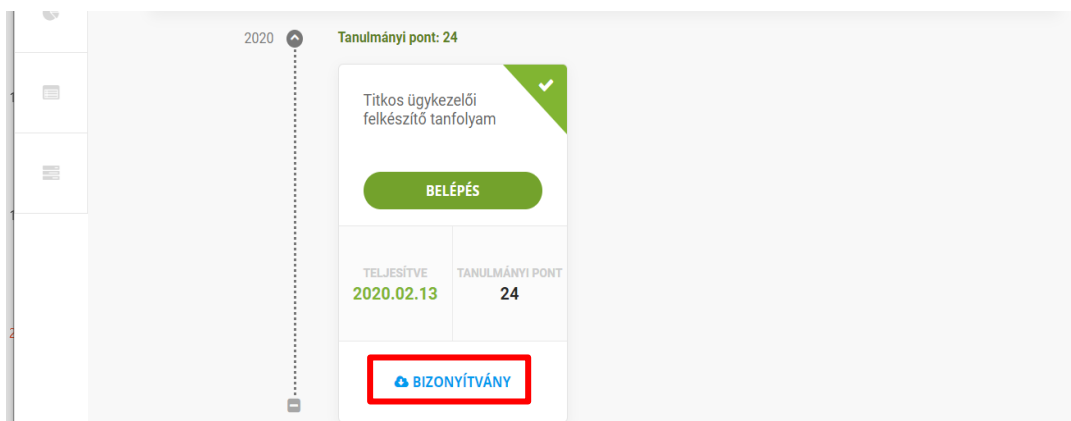 2020
Tanulmányi pont: 24
Titkos ügykezelői
felkészítő tanfolyam
BELÉPÉS
TELJESÍTVE
2020.02.13
TANULMÁNYI PONT
24
BIZONYÍTVÁNY